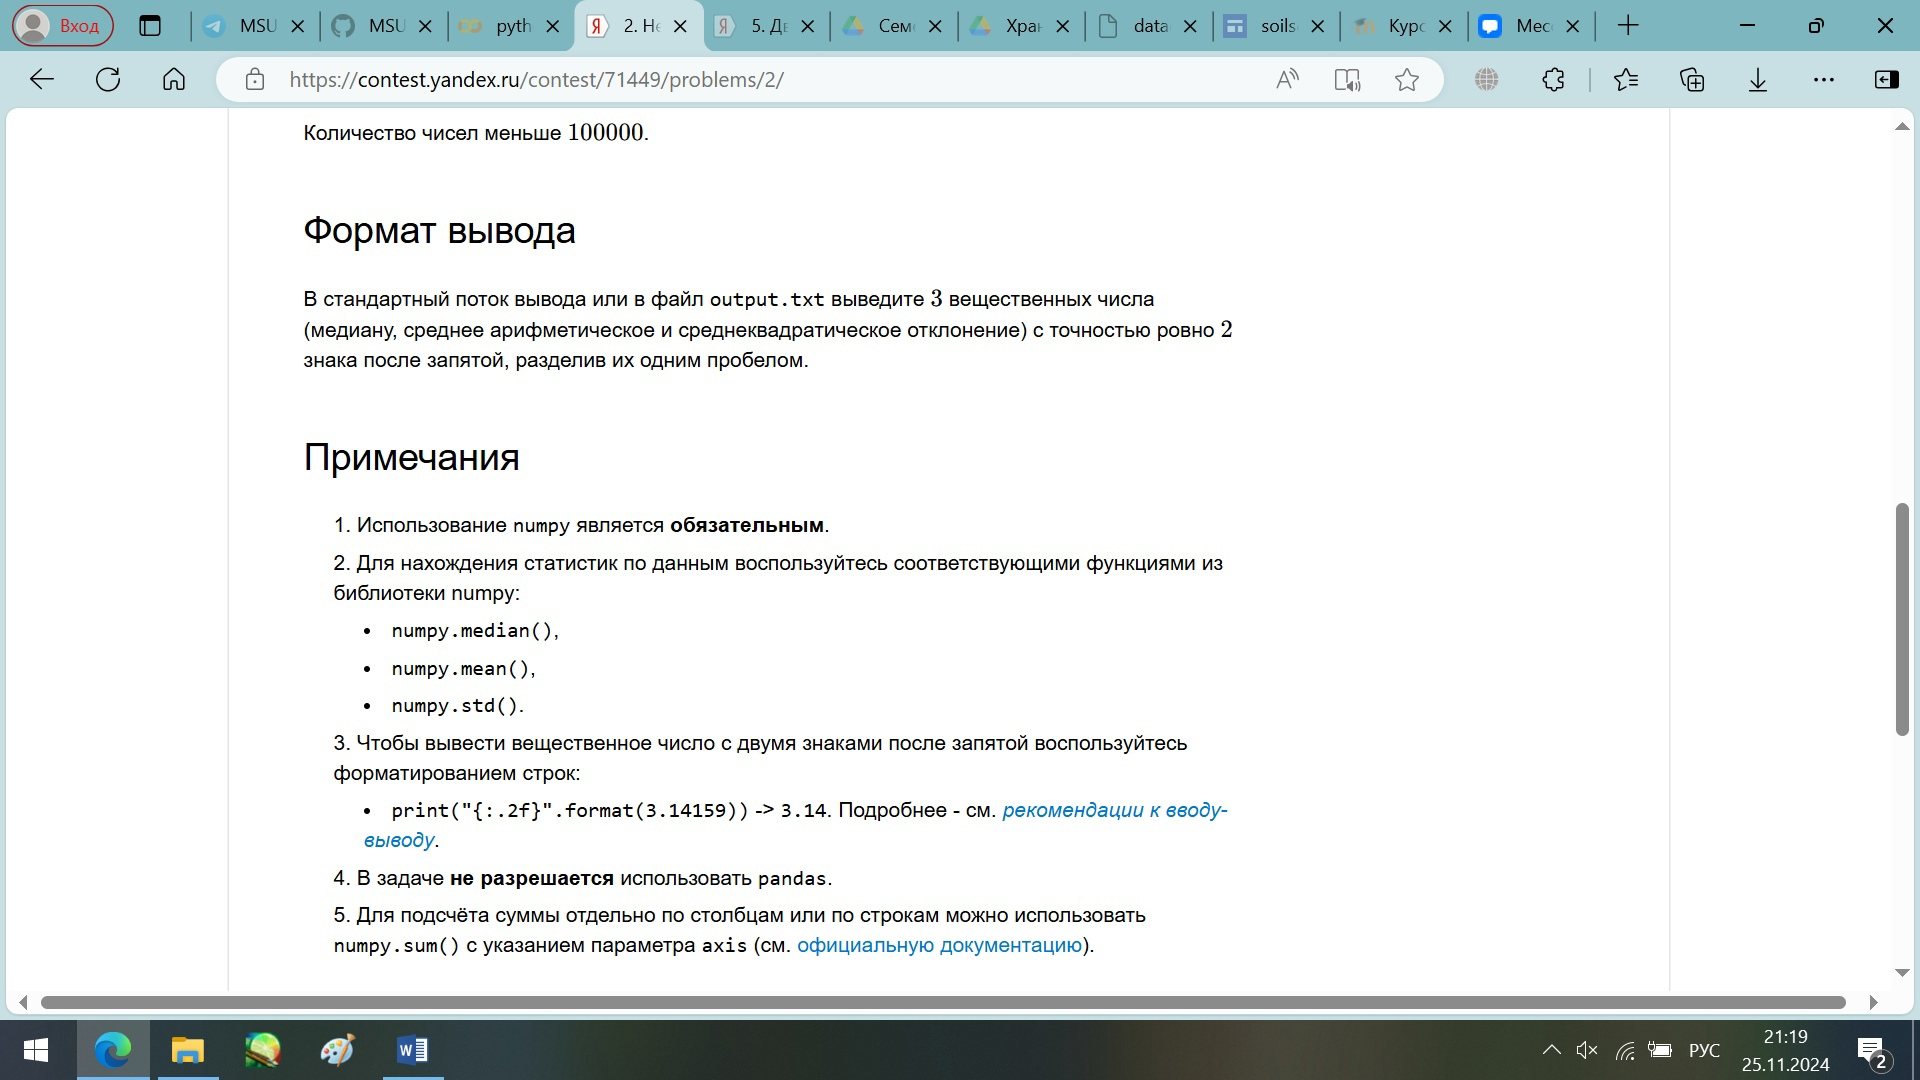 Вход
MSU
MSU
pyth
2. Не
5. Дв
Сем
Хран
data
soils
Курс
Мес
https://contest.yandex.ru/contest/71449/problems/2/
Количество чисел меньше 100000.
Формат вывода
В стандартный поток вывода или в файл output.txt выведите 3 вещественных числа
(медиану, среднее арифметическое и среднеквадратическое отклонение) с точностью ровно 2
знака после запятой, разделив их одним пробелом.
Примечания
1. Использование numpy является обязательным.
2. Для нахождения статистик по данным воспользуйтесь соответствующими функциями из
библиотеки numpy:
• numpy.median(),
• numpy.mean(),
• numpy.std().
3. Чтобы вывести вещественное число с двумя знаками после запятой воспользуйтесь
форматированием строк:
• print("{:.2f}".format(3.14159)) -> 3.14. Подробнее - см. рекомендации к вводу-
выводу.
4. В задаче не разрешается использовать pandas.
5. Для подсчёта суммы отдельно по столбцам или по строкам можно использовать
numpy.sum() с указанием параметра axis (см. официальную документацию).
РУС
21:19
25.11.2024
2